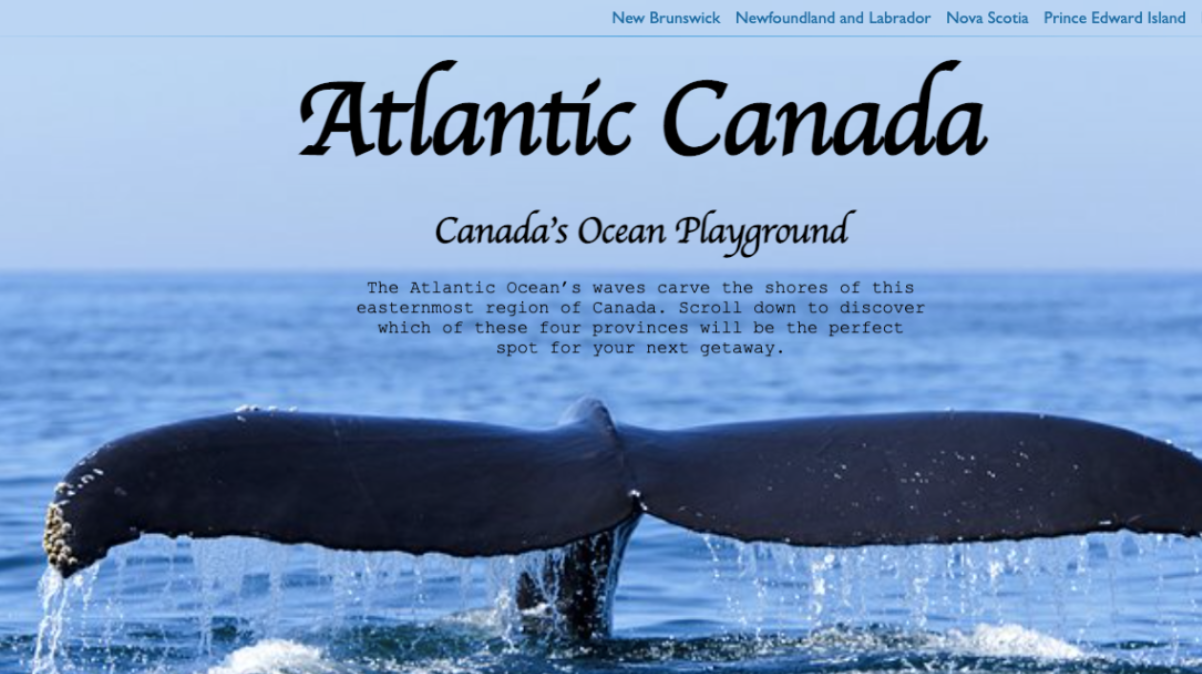 New Brunswick Newfoundland and Labrador Nova Scotia Prince Edward Island
Atlantic Canada
Canada's Ocean Playground
The Atlantic Ocean’s waves carve the shores of this
easternmost region of Canada. Scroll down to discover
which of these four provinces will be the perfect
spot for your next getaway.